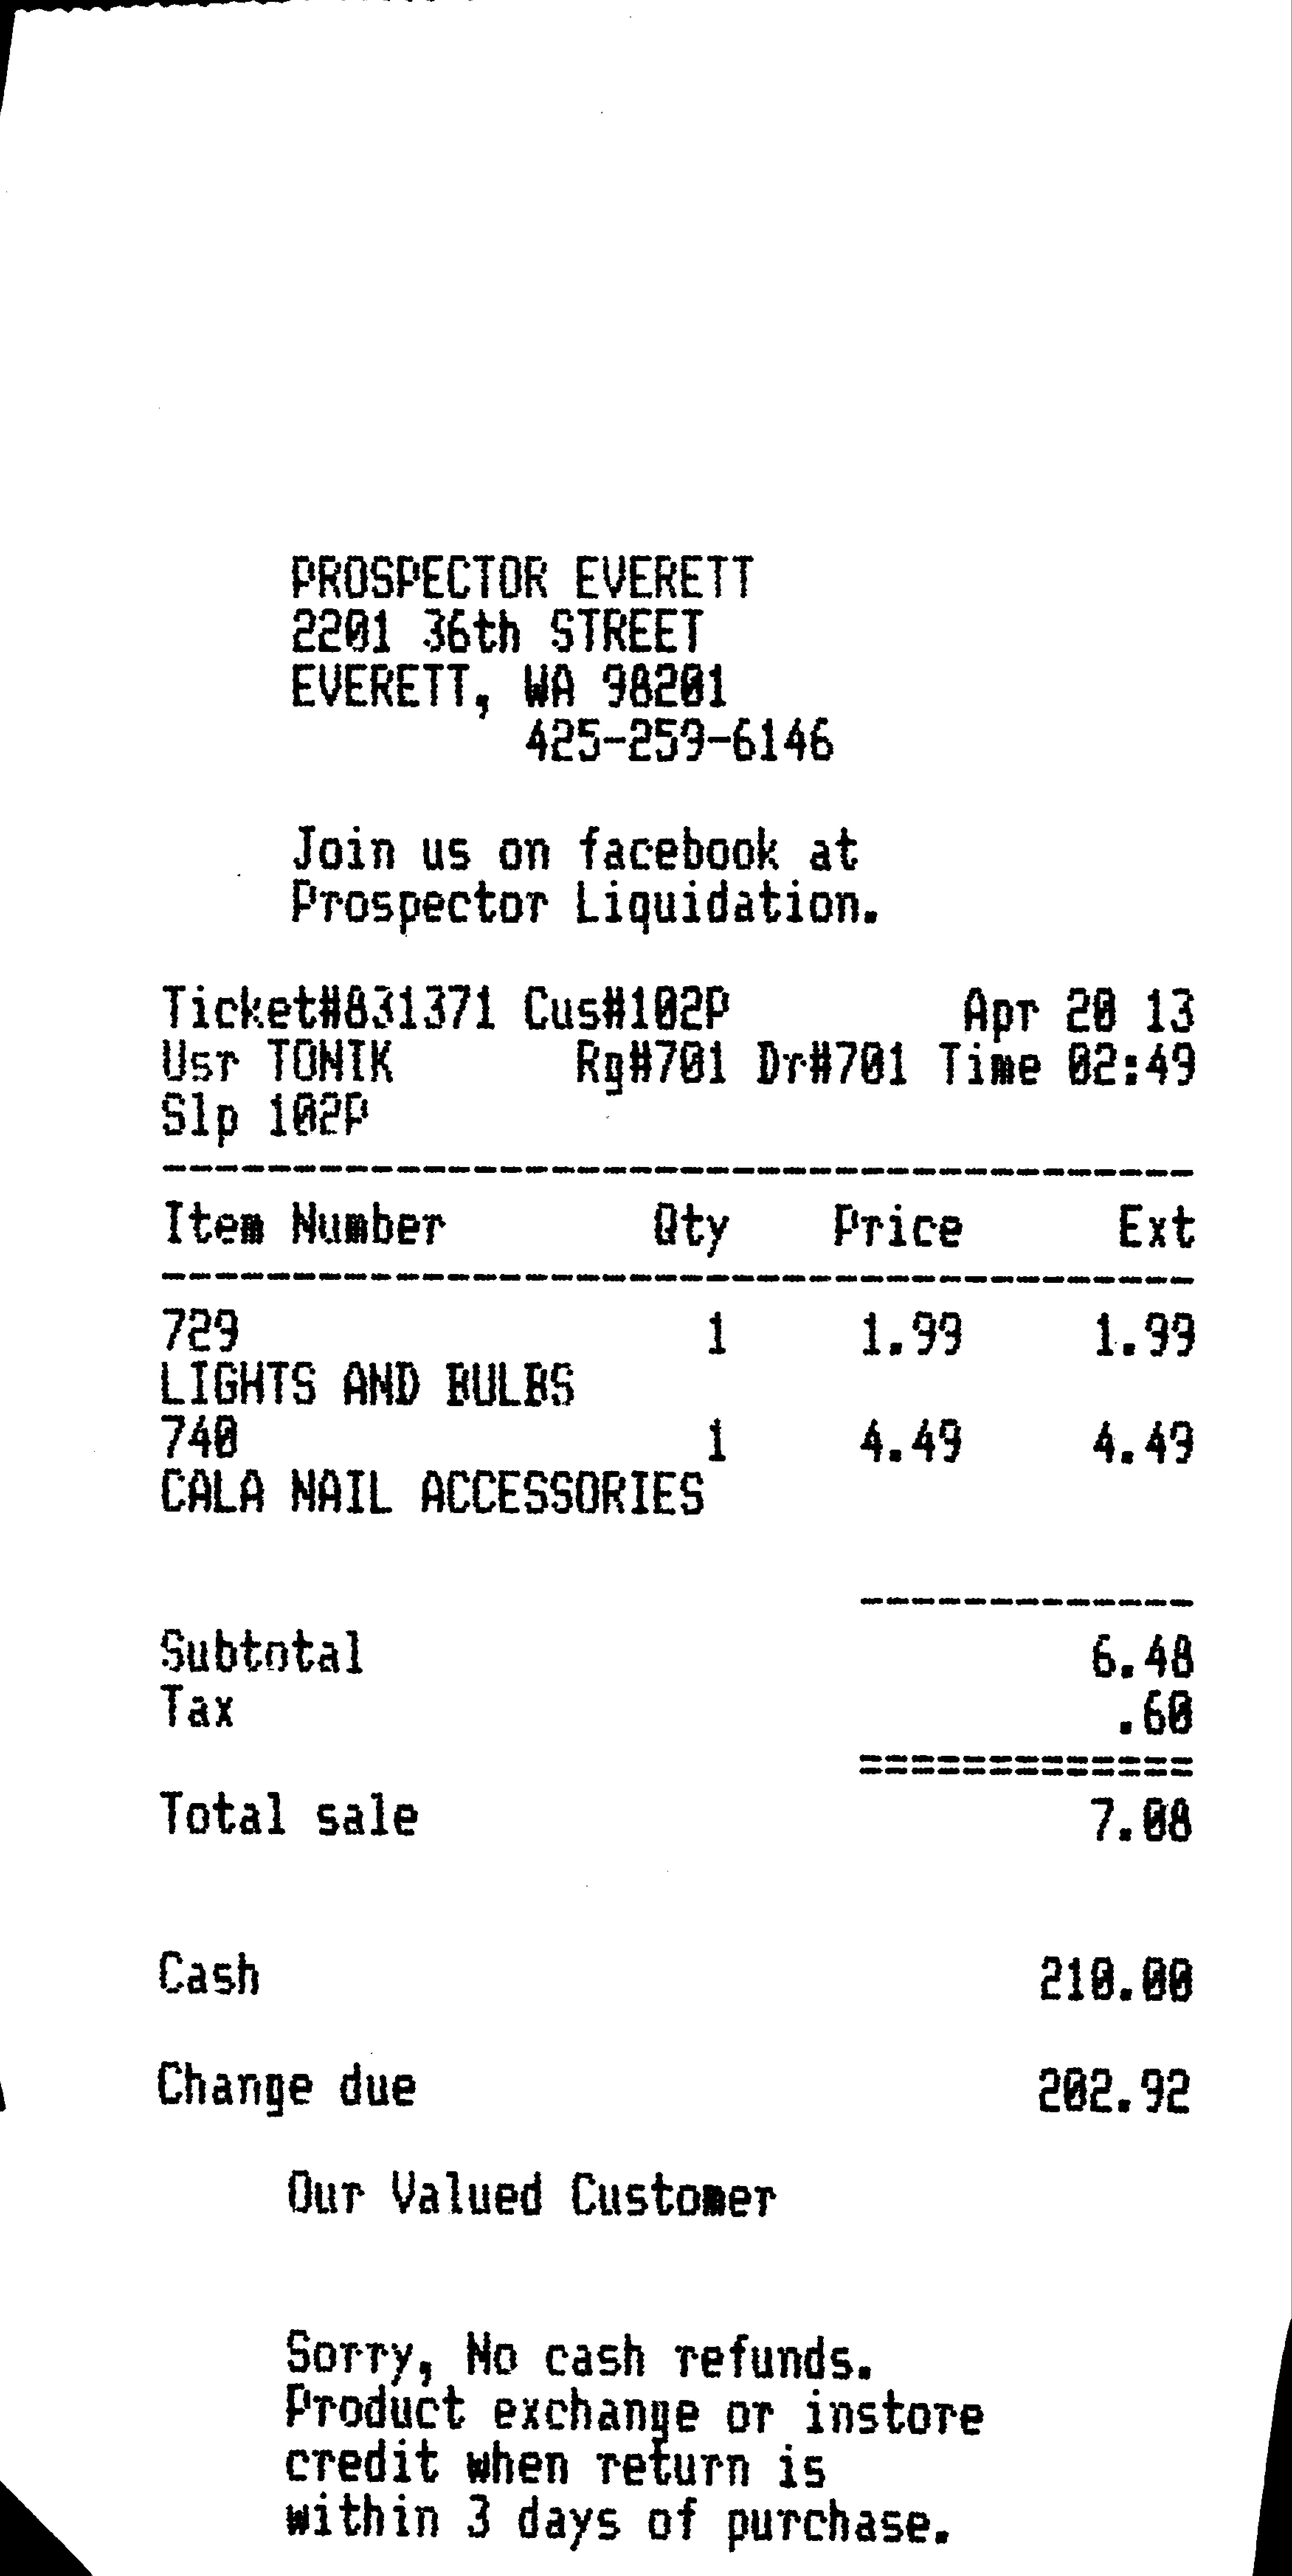 PROSPECTOR EVERETT
2201 36th STREET
EVERETT, WA 98201
425-259-6146
Join us on facebook at
Prospector Liquidation.
Ticket#831371 Cus#102P Apr 20 13
Usr TONIK Rg#701 Dr#701 Time 02:49
Slp 102P
Item Number Qty Price Ext
729 1 1.99 1.99
LIGHTS AND BULBS
740 1 4.49 4.49
CALA NAIL ACCESSORIES
Subtotal 6.48
Tax .60
Total sale 7.08
Cash 210.00
Change due 202.92
Our Valued Customer
Sorry, No cash refunds.
Product exchange or instore
credit when return is
within 3 days of purchase.